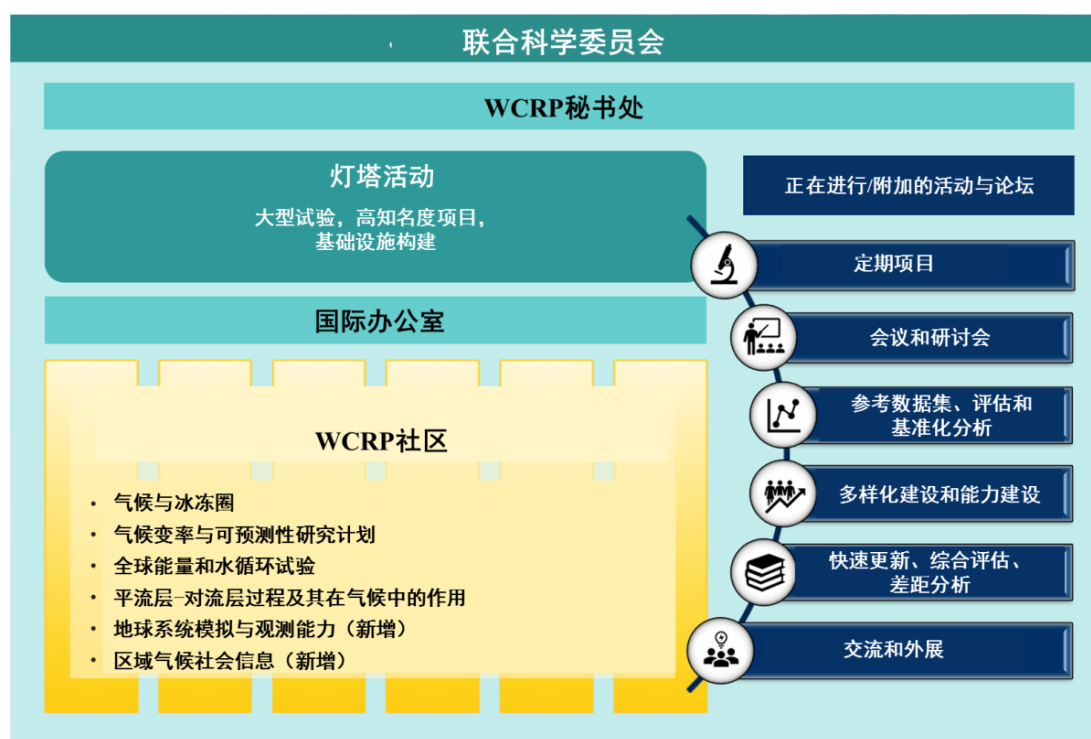 联合科学委员会
WCRP秘书处
灯塔活动
大型试验，高知名度项目，
基础设施构建
国际办公室
WCRP社区
· 气候与冰冻圈
· 气候变率与可预测性研究计划
· 全球能量和水循环试验
· 平流层-对流层过程及其在气候中的作用
· 地球系统模拟与观测能力（新增）
· 区域气候社会信息（新增）
正在进行/附加的活动与论坛
定期项目
会议和研讨会
参考数据集、评估和
基准化分析
多样化建设和能力建设
快速更新、综合评估、
差距分析
交流和外展